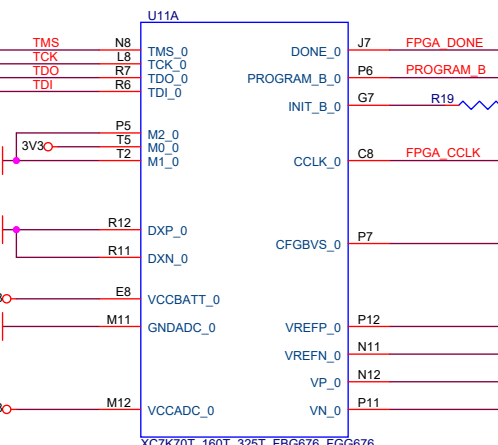 U11A
TMS N8 TMS_0 DONE_0 J7 FPGA_DONE
TCK L8 TCK_0
TDO R7 TDO_0 PROGRAM_B_0 P6 PROGRAM_B
TDI R6 TDI_0
INIT_B_0 G7 R19
P5 M2_0
3V3 T5 M0_0
T2 M1_0 CCLK_0 C8 FPGA_CCLK
R12 DXP_0
CFGBVS_0 P7
R11 DXN_0
E8 VCCBATT_0
M11 GNDADC_0 VREFP_0 P12
VREFN_0 N11
VP_0 N12
M12 VCCADC_0 VN_0 P11
XC7K70T_160T_325T_FBG676_FGG676